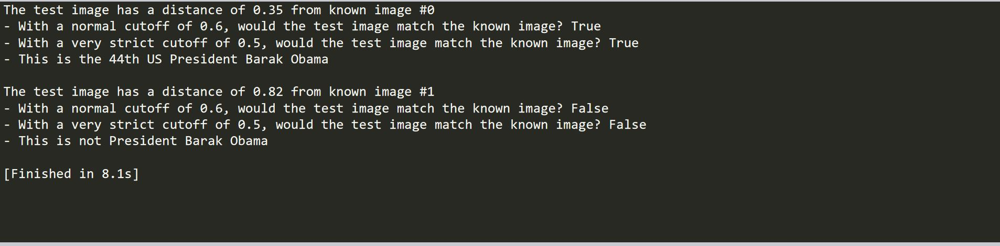 The test image has a distance of 0.35 from known image #0
- With a normal cutoff of 0.6, would the test image match the known image? True
- With a very strict cutoff of 0.5, would the test image match the known image? True
- This is the 44th US President Barak Obama
The test image has a distance of 0.82 from known image #1
- With a normal cutoff of 0.6, would the test image match the known image? False
- With a very strict cutoff of 0.5, would the test image match the known image? False
- This is not President Barak Obama
[Finished in 8.1s]